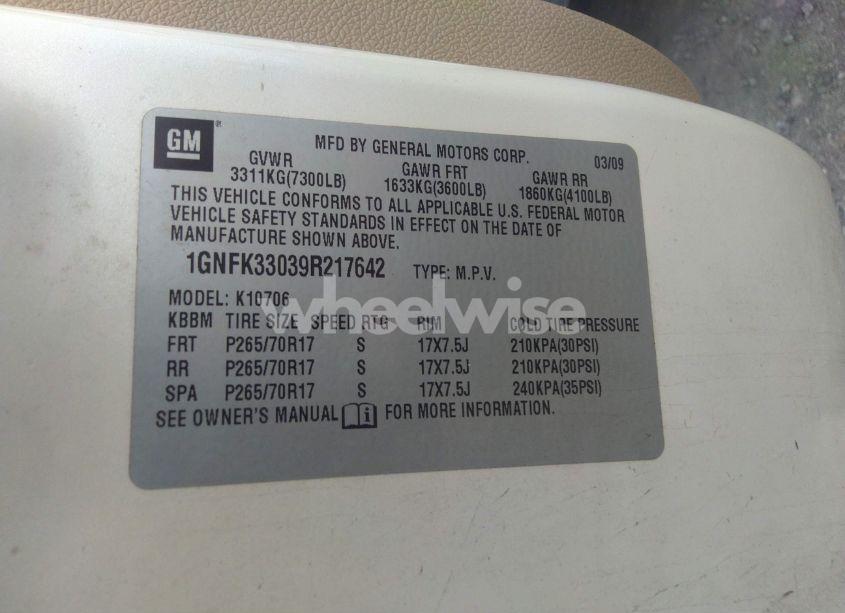 GM
MFD BY GENERAL MOTORS CORP. 03/09
GVWR GAWR FRT GAWR RR
3311KG(7300LB) 1633KG(3600LB) 1860KG(4100LB)
THIS VEHICLE CONFORMS TO ALL APPLICABLE U.S. FEDERAL MOTOR
VEHICLE SAFETY STANDARDS IN EFFECT ON THE DATE OF
MANUFACTURE SHOWN ABOVE.
1GNFK33039R217642 TYPE: M.P.V.
MODEL: K10706
wheelwise
KBBM TIRE SIZE SPEED RTG RIM COLD TIRE PRESSURE
FRT P265/70R17 S 17X7.5J 210KPA(30PSI)
RR P265/70R17 S 17X7.5J 210KPA(30PSI)
SPA P265/70R17 S 17X7.5J 240KPA(35PSI)
SEE OWNER'S MANUAL FOR MORE INFORMATION.